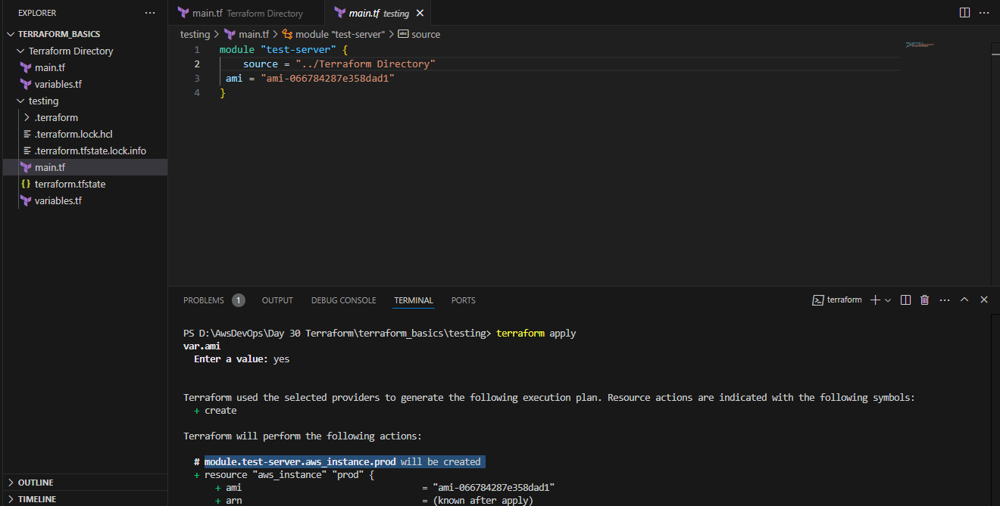 EXPLORER
TERRAFORM_BASICS
Terraform Directory
main.tf
variables.tf
testing
.terraform
.terraform.lock.hcl
.terraform.tfstate.lock.info
main.tf
terraform.tfstate
variables.tf
OUTLINE
TIMELINE
main.tf Terraform Directory
main.tf testing
testing > main.tf > module "test-server" > source
1 module "test-server" {
2 source = "../Terraform Directory"
3 ami = "ami-066784287e358dad1"
4 }
PROBLEMS 1 OUTPUT DEBUG CONSOLE TERMINAL PORTS
terraform
PS D:\AwsDevOps\Day 30 Terraform\terraform_basics\testing> terraform apply
var.ami
Enter a value: yes
Terraform used the selected providers to generate the following execution plan. Resource actions are indicated with the following symbols:
+ create
Terraform will perform the following actions:
# module.test-server.aws_instance.prod will be created
+ resource "aws_instance" "prod" {
+ ami = "ami-066784287e358dad1"
+ arn = (known after apply)